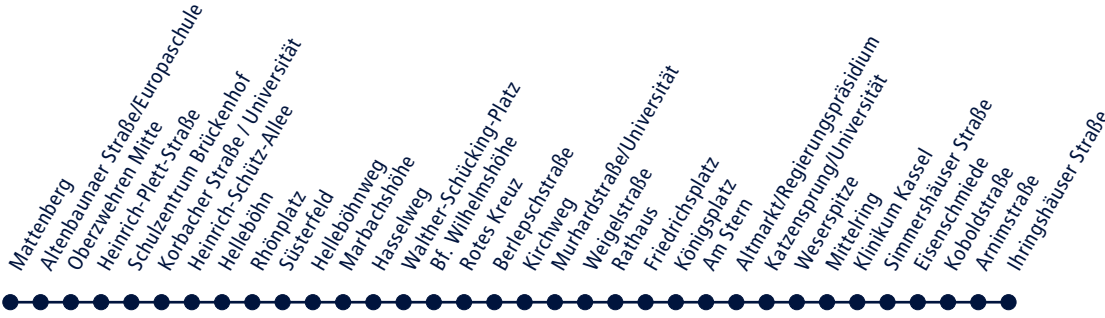 Mattenberg
Altenbaunaer Straße/Europaschule
Oberzwehren Mitte
Heinrich-Plett-Straße
Schulzentrum Brückenhof
Korbacher Straße / Universität
Heinrich-Schütz-Allee
Helleböhn
Rhönplatz
Süsterfeld
Helleböhnweg
Marbachshöhe
Hasselweg
Walther-Schücking-Platz
Bf. Wilhelmshöhe
Rotes Kreuz
Berlepschstraße
Kirchweg
Murhardstraße/Universität
Weigelstraße
Rathaus
Friedrichsplatz
Königsplatz
Am Stern
Altmarkt/Regierungspräsidium
Katzensprung/Universität
Weserspitze
Mittelring
Klinikum Kassel
Simmershäuser Straße
Eisenschmiede
Koboldstraße
Arnimstraße
Ihringshäuser Straße